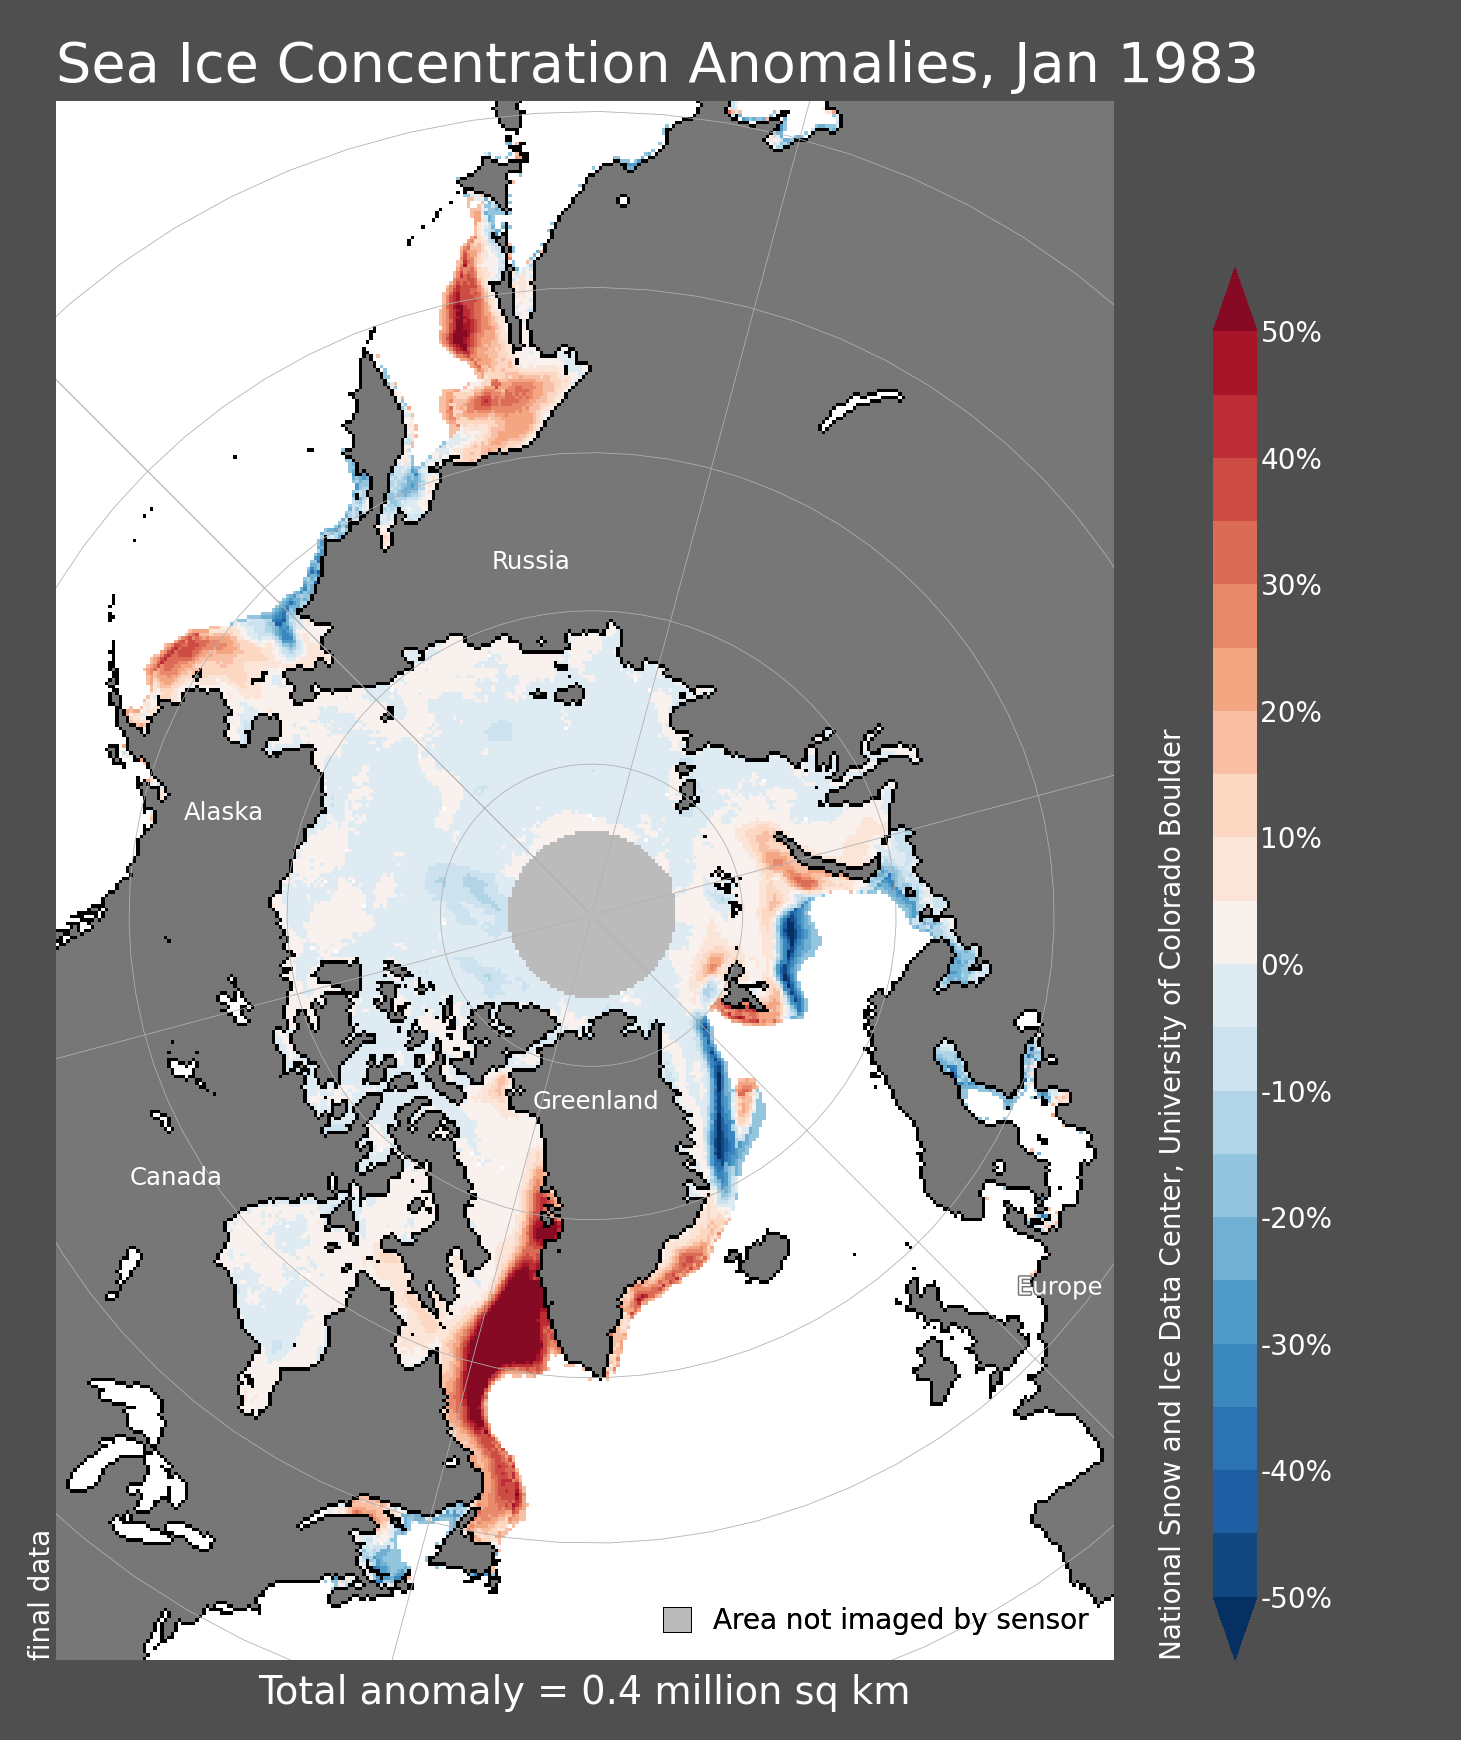 Sea Ice Concentration Anomalies, Jan 1983
Russia
Alaska
Greenland
Canada
Europe
Area not imaged by sensor
50%
40%
30%
20%
10%
0%
-10%
-20%
-30%
-40%
-50%
National Snow and Ice Data Center, University of Colorado Boulder
final data
Total anomaly = 0.4 million sq km